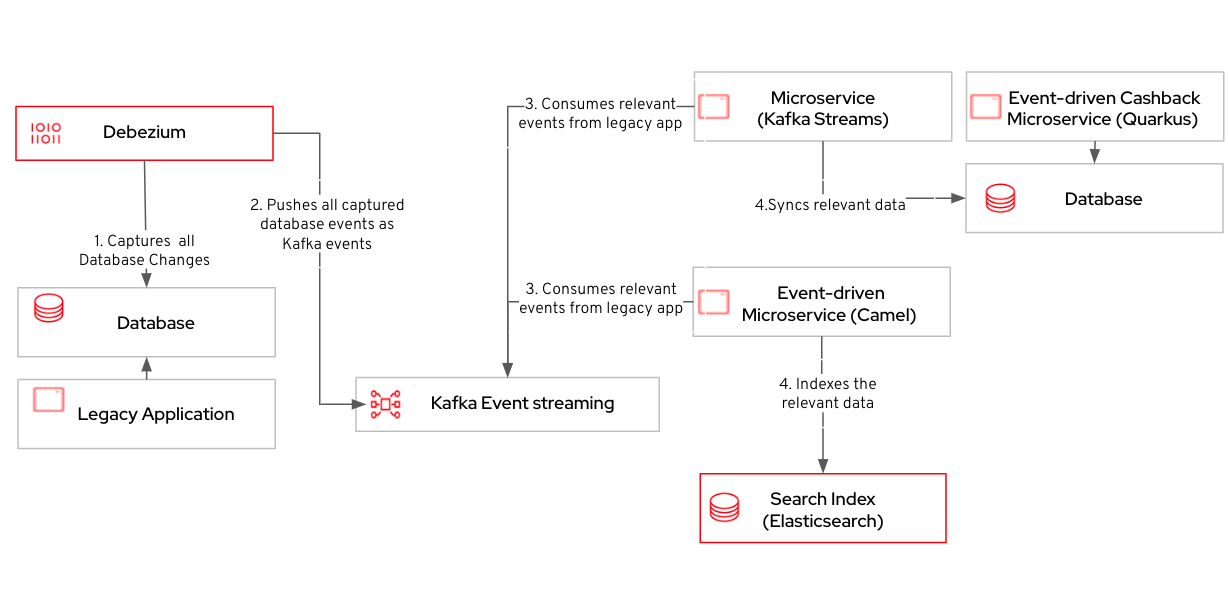 IOIO
IIOII
Debezium
1. Captures all
Database Changes
Database
Legacy Application
2. Pushes all captured
database events as
Kafka events
Kafka Event streaming
3. Consumes relevant
events from legacy app
Microservice
(Kafka Streams)
4.Syncs relevant data
Event-driven Cashback
Microservice (Quarkus)
Database
3. Consumes relevant
events from legacy app
Event-driven
Microservice (Camel)
4. Indexes the
relevant data
Search Index
(Elasticsearch)